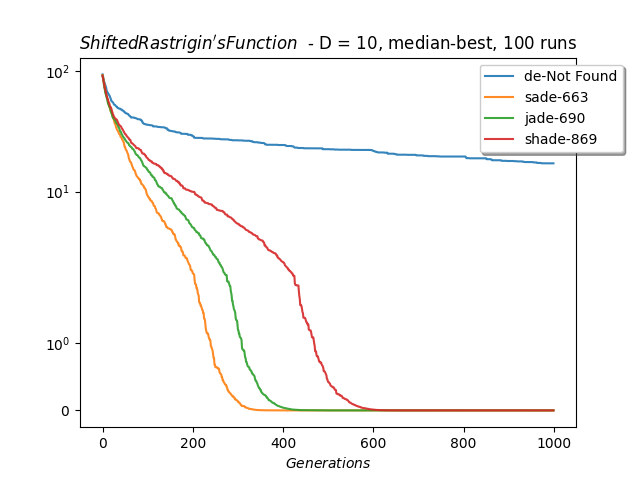 ShiftedRastrigin'sFunction - D = 10, median-best, 100 runs
de-Not Found
sade-663
jade-690
shade-869
10²
10¹
10⁰
0
0 200 400 600 800 1000
Generations